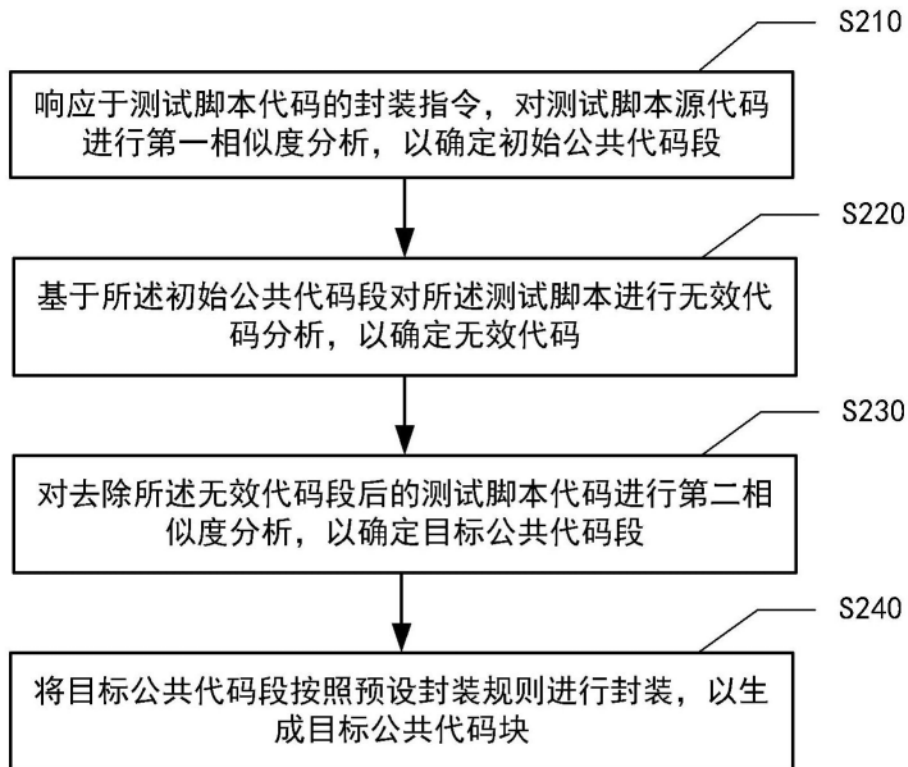 S210
响应于测试脚本代码的封装指令，对测试脚本源代码
进行第一相似度分析，以确定初始公共代码段
S220
基于所述初始公共代码段对所述测试脚本进行无效代
码分析，以确定无效代码
S230
对去除所述无效代码段后的测试脚本代码进行第二相
似度分析，以确定目标公共代码段
S240
将目标公共代码段按照预设封装规则进行封装，以生
成目标公共代码块